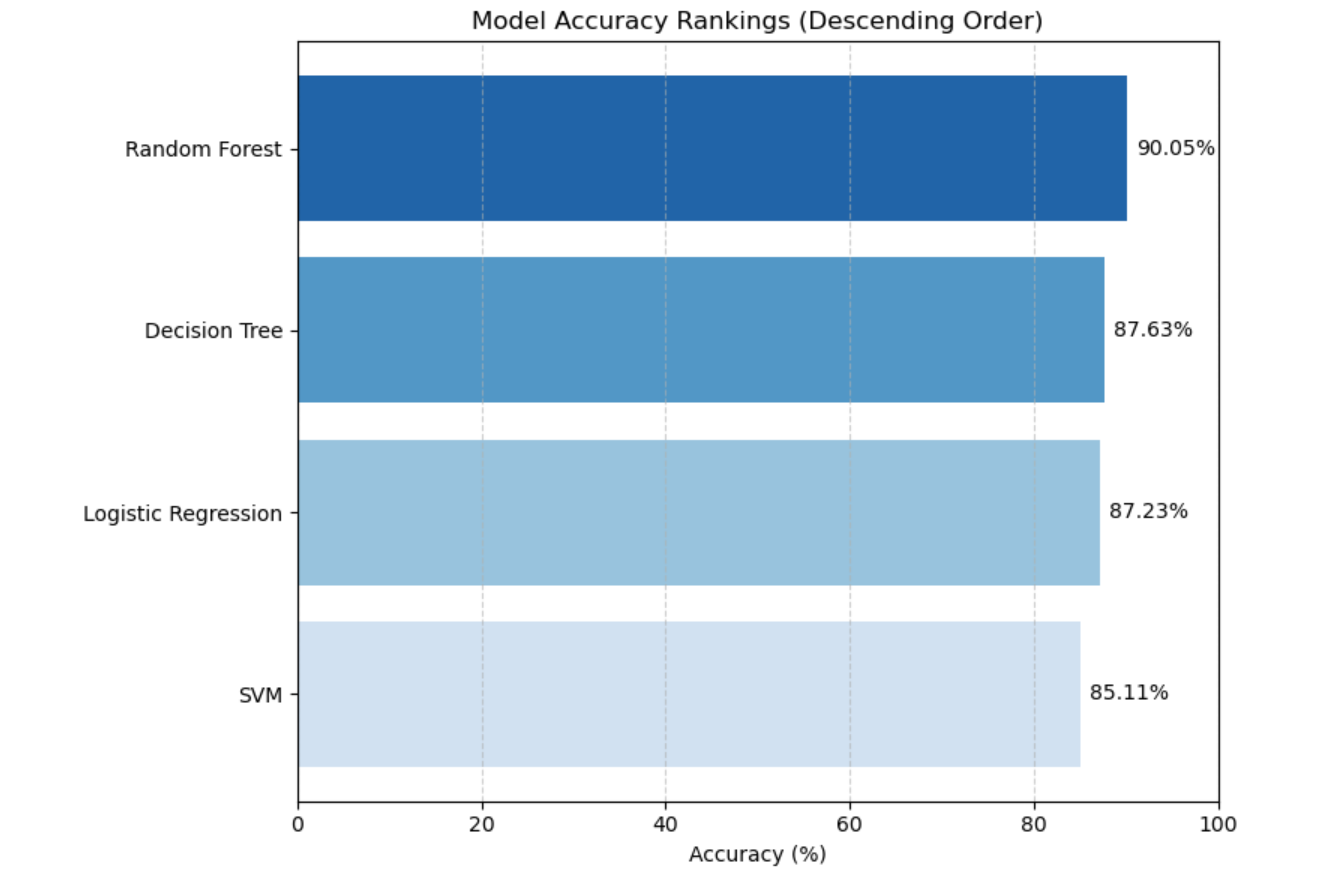 Model Accuracy Rankings (Descending Order)
Random Forest
90.05%
Decision Tree
87.63%
Logistic Regression
87.23%
SVM
85.11%
0 20 40 60 80 100
Accuracy (%)